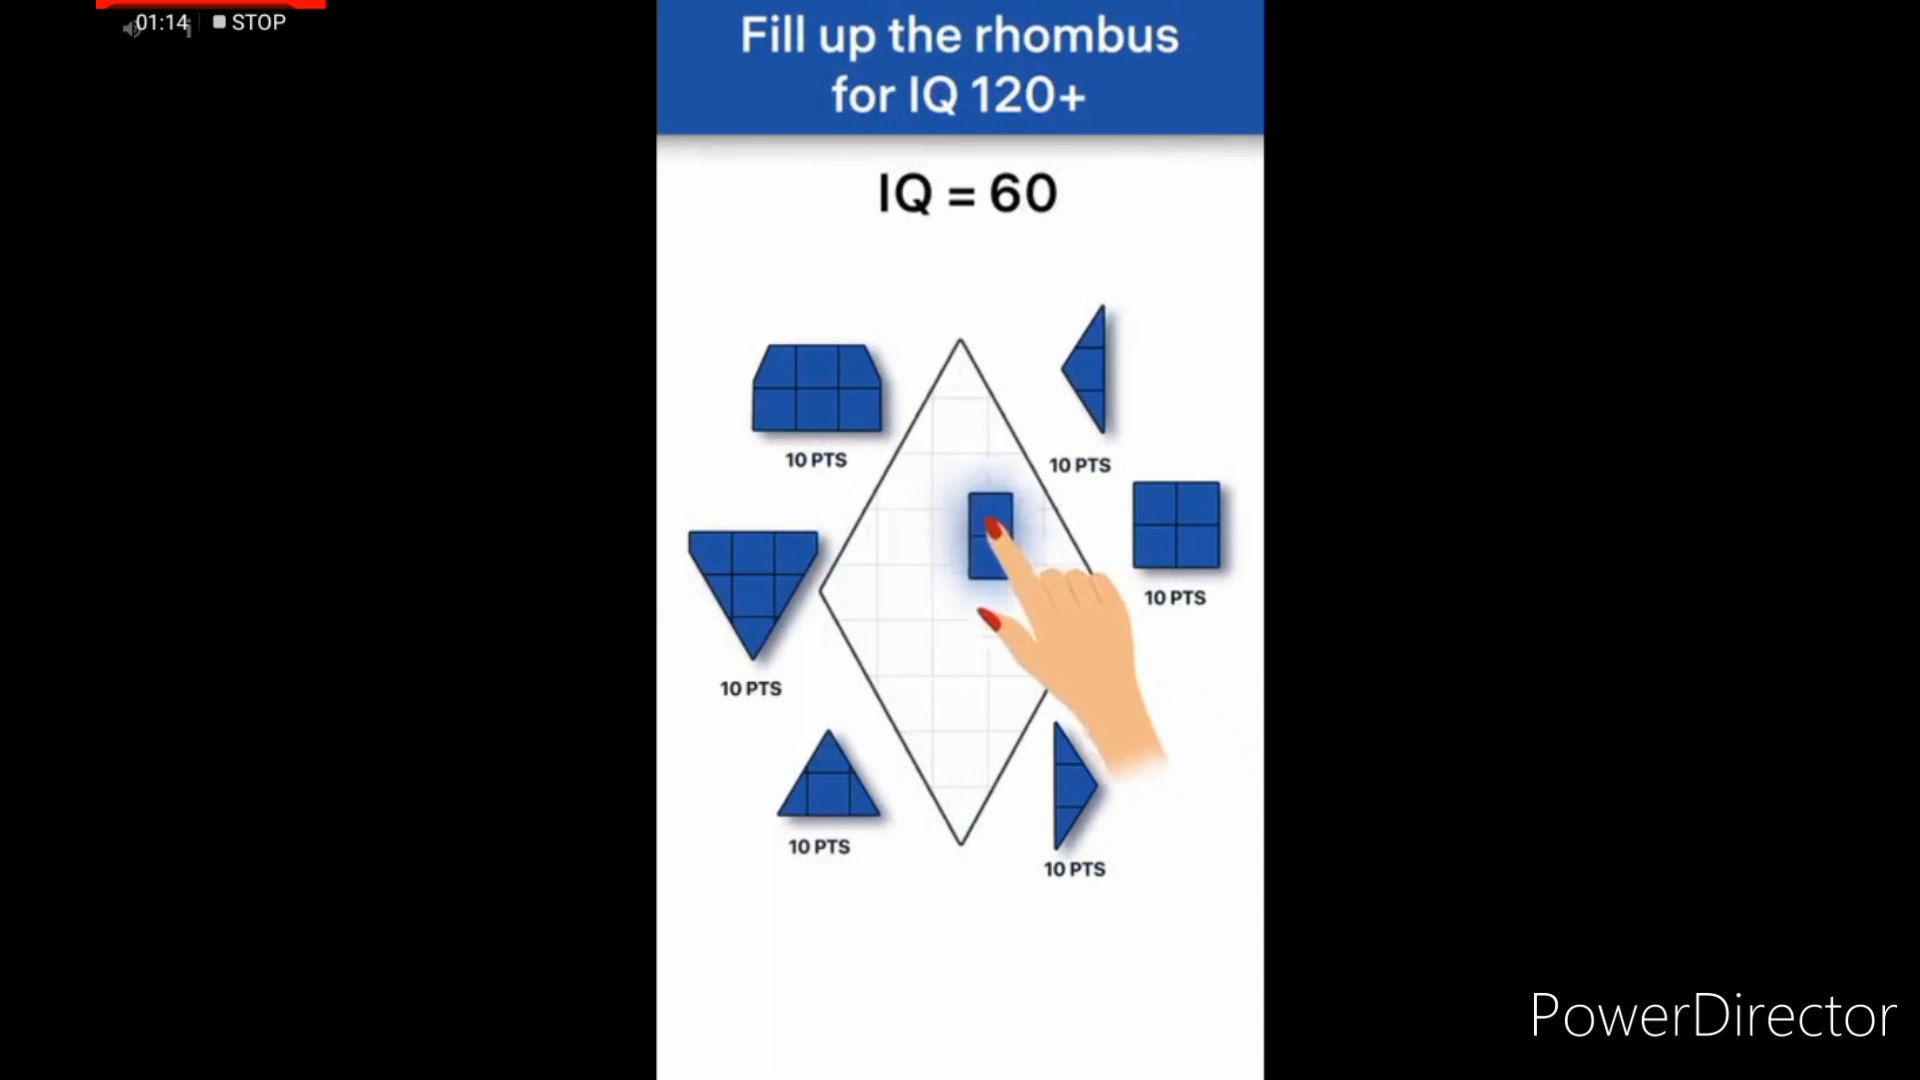 01:14 STOP
Fill up the rhombus
for IQ 120+
IQ = 60
10 PTS
10 PTS
10 PTS
10 PTS
10 PTS
10 PTS
PowerDirector